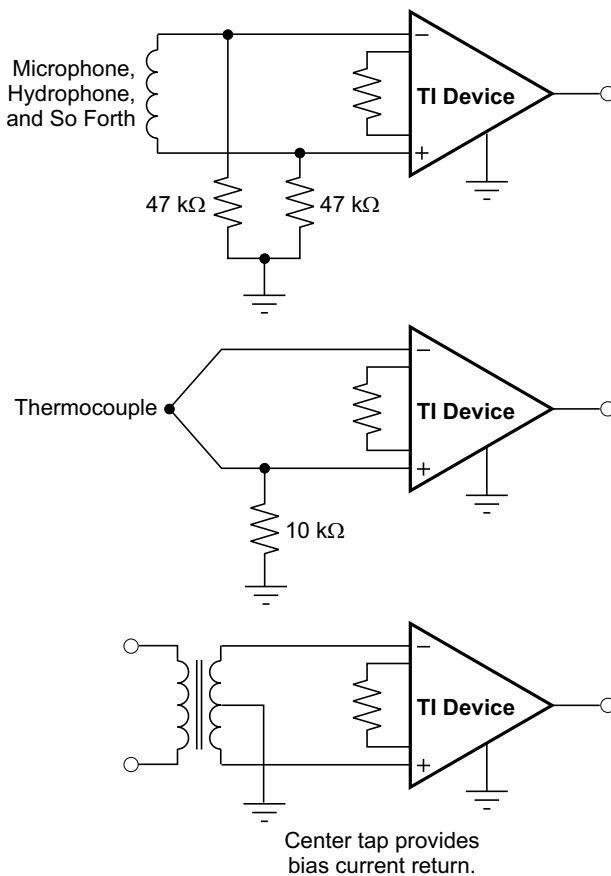 Microphone,
Hydrophone,
and So Forth
−
TI Device
+
47 kΩ
47 kΩ
Thermocouple
−
TI Device
+
10 kΩ
−
TI Device
+
Center tap provides
bias current return.